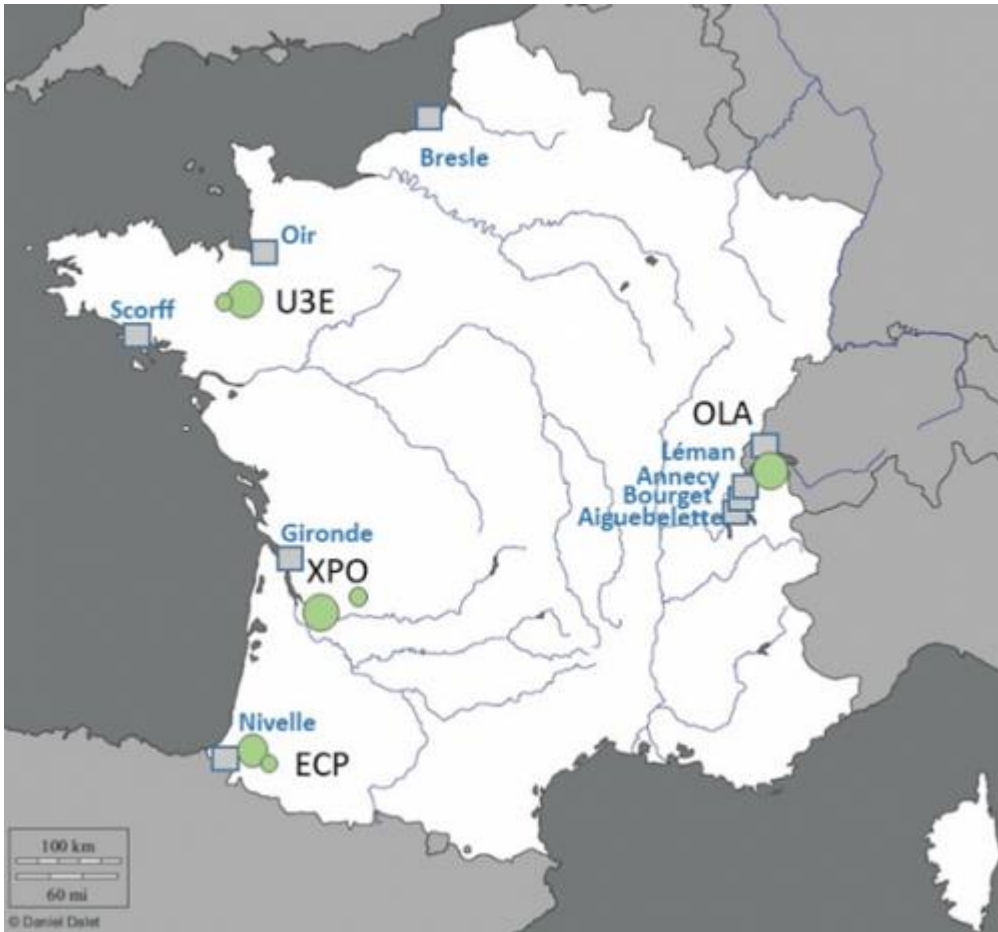 Bresle
Oir
U3E
Scorff
OLA
Léman
Annecy
Bourget
Aiguebelette
Gironde
XPO
Nivelle
ECP
100 km
60 mi
© Daniel Dalet